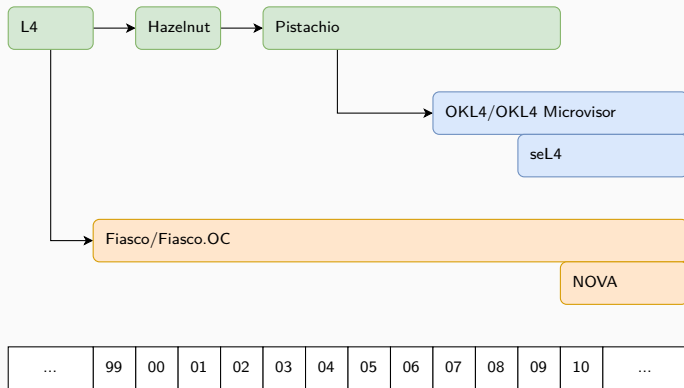 L4 Hazelnut Pistachio
OKL4/OKL4 Microvisor
seL4
Fiasco/Fiasco.OC
NOVA
... 99 00 01 02 03 04 05 06 07 08 09 10 ...